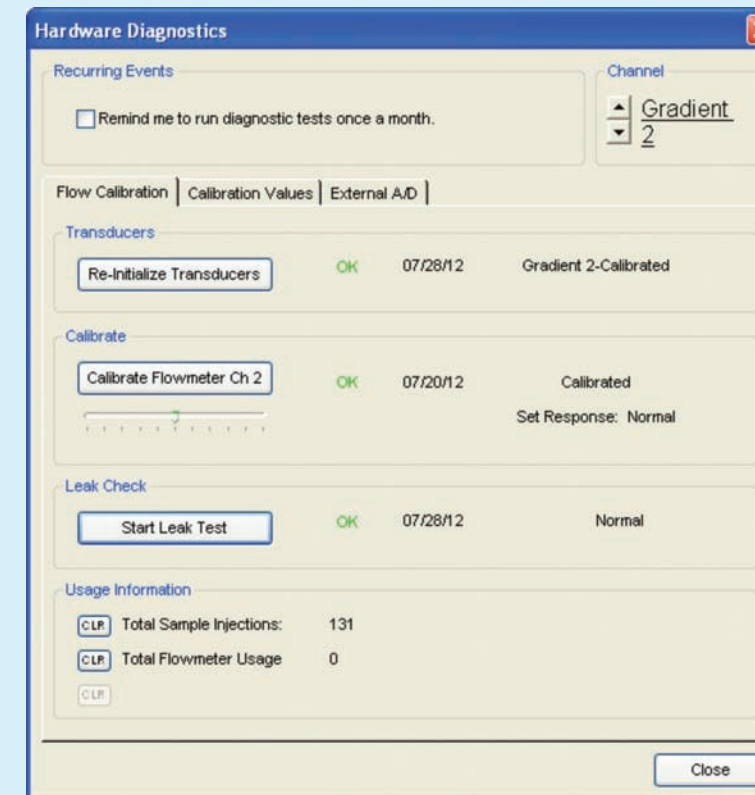 Hardware Diagnostics
Recurring Events
Remind me to run diagnostic tests once a month.
Channel
Gradient
2
Flow Calibration
Calibration Values
External A/D
Transducers
Re-Initialize Transducers
OK
07/28/12
Gradient 2-Calibrated
Calibrate
Calibrate Flowmeter Ch 2
OK
07/20/12
Calibrated
Set Response: Normal
Leak Check
Start Leak Test
OK
07/28/12
Normal
Usage Information
CLR Total Sample Injections: 131
CLR Total Flowmeter Usage 0
CLR
Close